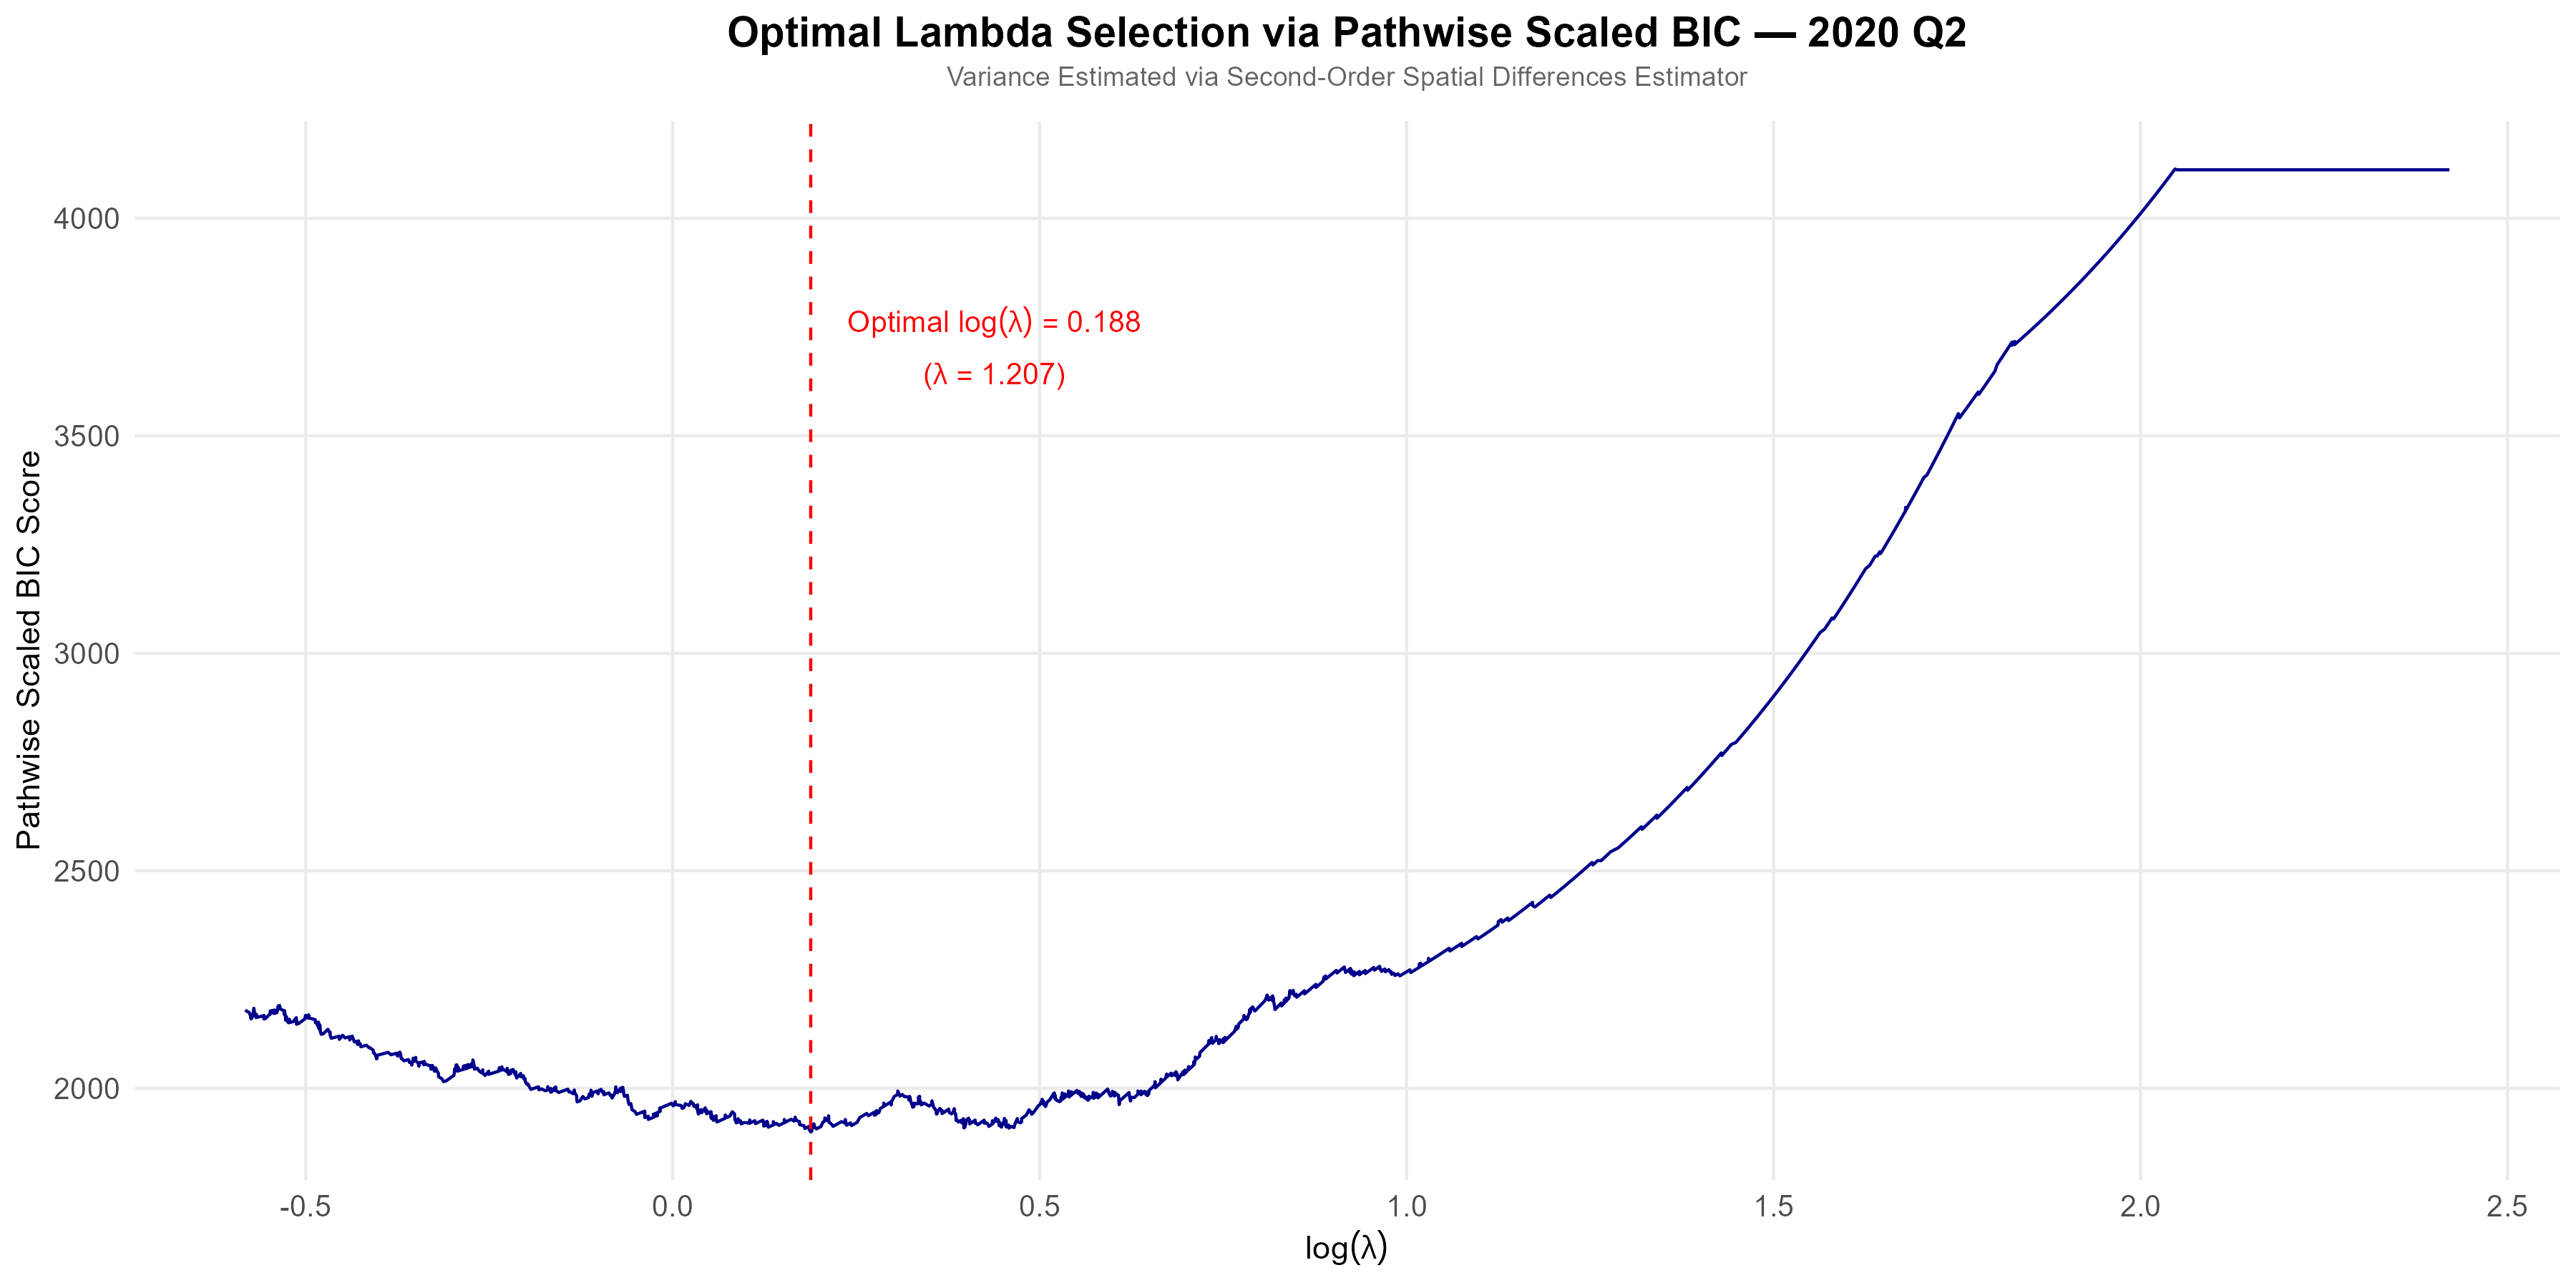 Optimal Lambda Selection via Pathwise Scaled BIC — 2020 Q2
Variance Estimated via Second-Order Spatial Differences Estimator
Pathwise Scaled BIC Score
4000
3500
3000
2500
2000
Optimal log(λ) = 0.188
(λ = 1.207)
-0.5
0.0
0.5
1.0
1.5
2.0
2.5
log(λ)